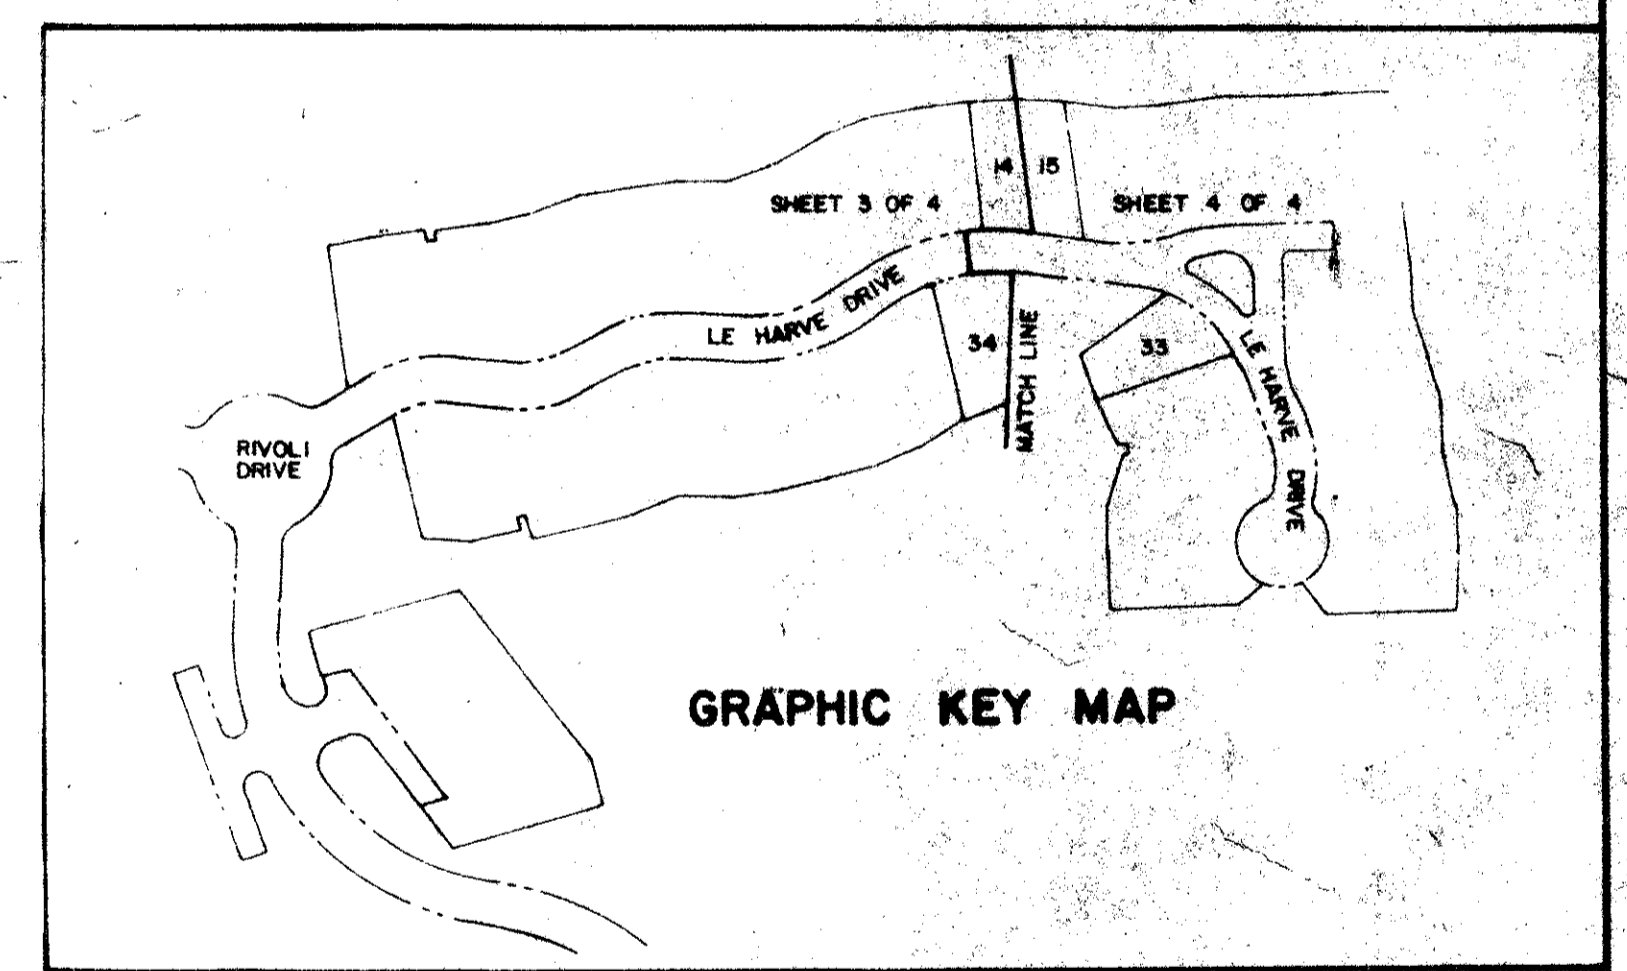 14 15
SHEET 3 OF 4
SHEET 4 OF 4
LE HARVE DRIVE
34
MATCH LINE
33
LE HARVE DRIVE
RIVOLI
DRIVE
GRAPHIC KEY MAP